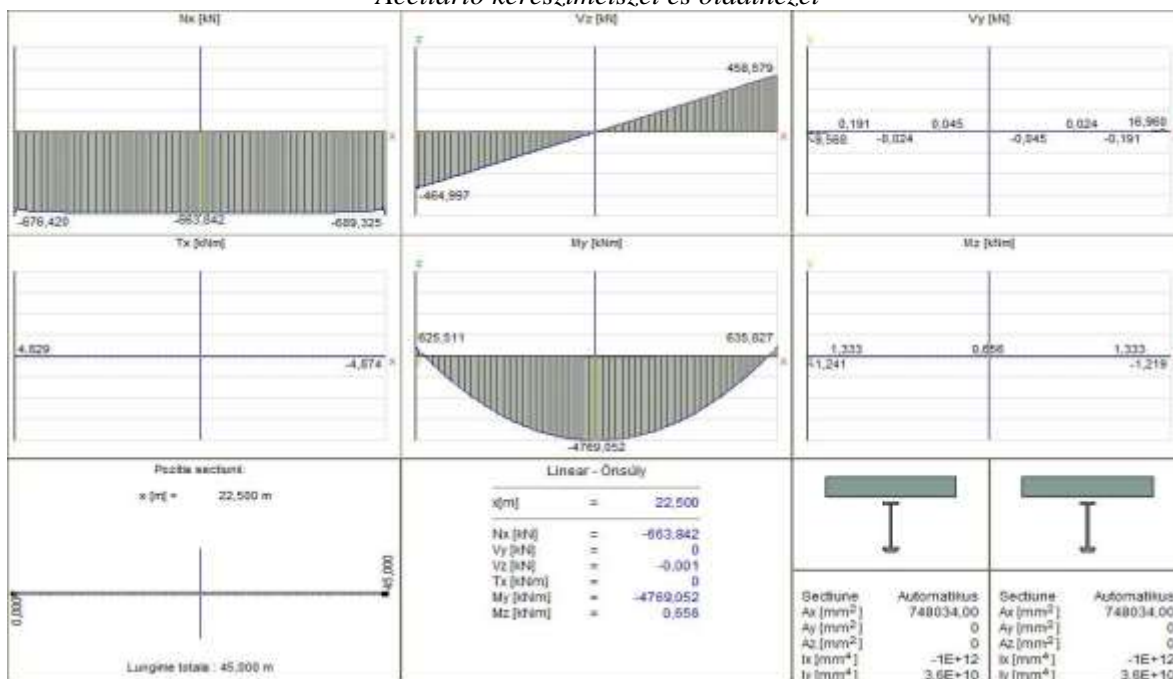 Acéltartó keresztmetszet és oldalnézet
Nx [kN]
-676,420
-663,842
-689,325
Vz [kN]
z
458,579
x
-464,997
Vy [kN]
0,191
0,045
0,024
16,960
-9,568
-0,024
-0,045
-0,191
Tx [kNm]
4,829
-4,874
x
My [kNm]
z
625,511
635,827
x
-4769,052
Mz [kNm]
1,333
0,656
1,333
-1,241
-1,219
Pozitia sectiunii
x [m] = 22,500 m
0,000
45,000
Lungime totala : 45,000 m
Linear - Önsúly
x[m] = 22,500
Nx [kN] = -663,842
Vy [kN] = 0
Vz [kN] = -0,001
Tx [kNm] = 0
My [kNm] = -4769,052
Mz [kNm] = 0,656
Sectiune Automatikus Sectiune Automatikus
Ax [mm²] 748034,00 Ax [mm²] 748034,00
Ay [mm²] 0 Ay [mm²] 0
Az [mm²] 0 Az [mm²] 0
Ix [mm⁴] -1E+12 Ix [mm⁴] -1E+12
Iy [mm⁴] 3,6E+10 Iy [mm⁴] 3,6E+10